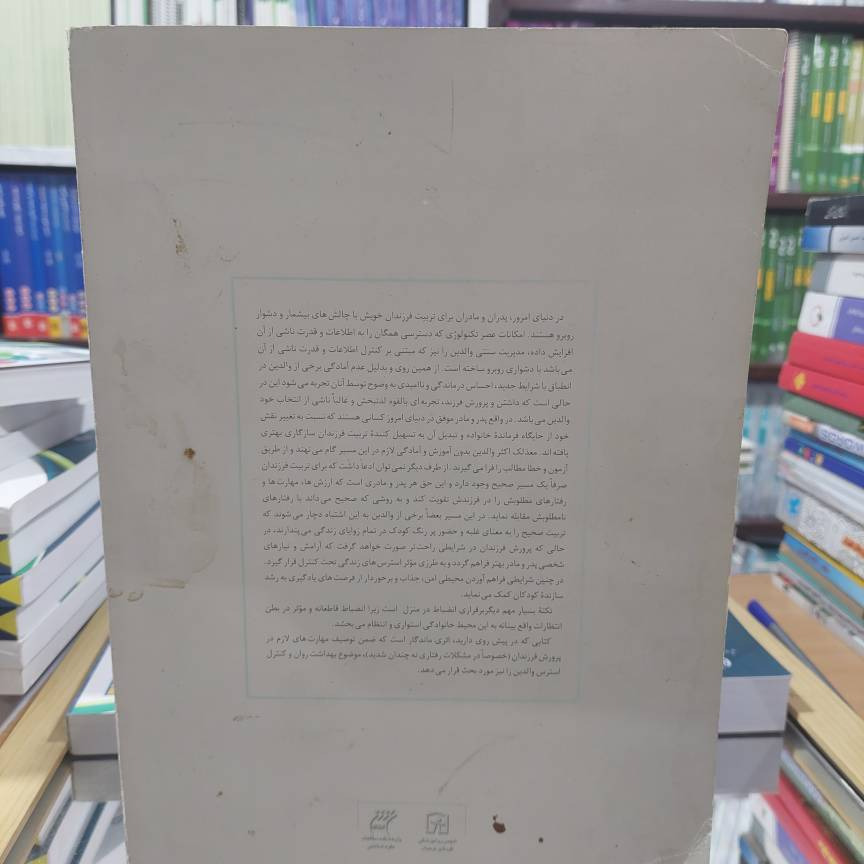 در دنیای امروز، پدران و مادران برای تربیت فرزندان خویش با چالش‌های بیشمار و دشوار
روبرو هستند. امکانات عصر تکنولوژی که دسترسی همگان را به اطلاعات و قدرت ناشی از آن
افزایش داده، مدیریت سنتی والدین را نیز که مبتنی بر کنترل اطلاعات و قدرت ناشی از آن
می‌باشد با دشواری روبرو ساخته است. از همین روی و بدلیل عدم آمادگی برخی از والدین در
انطباق با شرایط جدید، احساس درماندگی و ناامیدی به وضوح توسط آنان تجربه می‌شود این در
حالی است که داشتن و پرورش فرزند، تجربه‌ای بالقوه لذتبخش و غالباً ناشی از انتخاب خود
والدین می‌باشد. در واقع پدر و مادر موفق در دنیای امروز کسانی هستند که نسبت به تغییر نقش
خود از جایگاه فرماندهٔ خانواده و تبدیل آن به تسهیل کنندهٔ تربیت فرزندان سازگاری بهتری
یافته اند. معذلک اکثر والدین بدون آموزش و آمادگی لازم در این مسیر گام می‌نهند و از طریق
آزمون و خطا مطالب را فرا می‌گیرند. از طرف دیگر نمی‌توان ادعا داشت که برای تربیت فرزندان
صرفاً یک مسیر صحیح وجود دارد و این حق هر پدر و مادری است که ارزش‌ها، مهارت‌ها و
رفتارهای مطلوبش را در فرزندش تقویت کند و به روشی که صحیح می‌داند با رفتارهای
نامطلوبش مقابله نماید. در این مسیر بعضاً برخی از والدین به این اشتباه دچار می‌شوند که
تربیت صحیح را به معنای غلبه و حضور پر رنگ کودک در تمام زوایای زندگی می‌پندارند، در
حالی که پرورش فرزندان در شرایطی راحت‌تر صورت خواهد گرفت که آرامش و نیازهای
شخصی پدر و مادر بهتر فراهم گردد و به طرزی مؤثر استرس‌های زندگی تحت کنترل قرار گیرد.
در چنین شرایطی فراهم آوردن محیطی امن، جذاب و برخوردار از فرصت‌های یادگیری به رشد
سازندهٔ کودکان کمک می‌نماید.
نکتهٔ بسیار مهم دیگربرقراری انضباط در منزل است زیرا انضباط قاطعانه و مؤثر در بطن
انتظارات واقع بینانه به این محیط خانوادگی استواری و انتظام می‌بخشد.
کتابی که در پیش روی دارید، اثری ماندگار است که ضمن توصیف مهارت‌های لازم در
پرورش فرزندان (خصوصاً در مشکلات رفتاری نه چندان شدید)، موضوع بهداشت روان و کنترل
استرس والدین را نیز مورد بحث قرار می‌دهد.